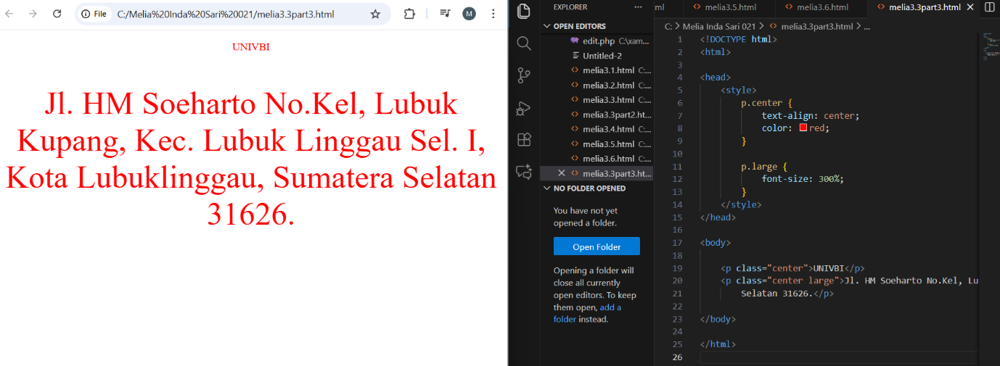 File
C:/Melia%20Inda%20Sari%20021/melia3.3part3.html
M
UNIVBI
Jl. HM Soeharto No.Kel, Lubuk
Kupang, Kec. Lubuk Linggau Sel. I,
Kota Lubuklinggau, Sumatera Selatan
31626.
EXPLORER ...
OPEN EDITORS
edit.php C:\xam...
Untitled-2
melia3.1.html C:...
melia3.2.html C:...
melia3.3.html C:...
melia3.3part2.html
melia3.4.html C:...
melia3.5.html C:...
melia3.6.html C:...
melia3.3part3.ht...
NO FOLDER OPENED
You have not yet
opened a folder.
Open Folder
Opening a folder will
close all currently
open editors. To keep
them open, add a
folder instead.
ml melia3.5.html melia3.6.html melia3.3part3.html
C: > Melia Inda Sari 021 > melia3.3part3.html > ...
1 <!DOCTYPE html>
2 <html>
3
4 <head>
5 <style>
6 p.center {
7 text-align: center;
8 color: red;
9 }
10
11 p.large {
12 font-size: 300%;
13 }
14 </style>
15 </head>
16
17 <body>
18
19 <p class="center">UNIVBI</p>
20 <p class="center large">Jl. HM Soeharto No.Kel, Lu
21 Selatan 31626.</p>
22
23 </body>
24
25 </html>
26